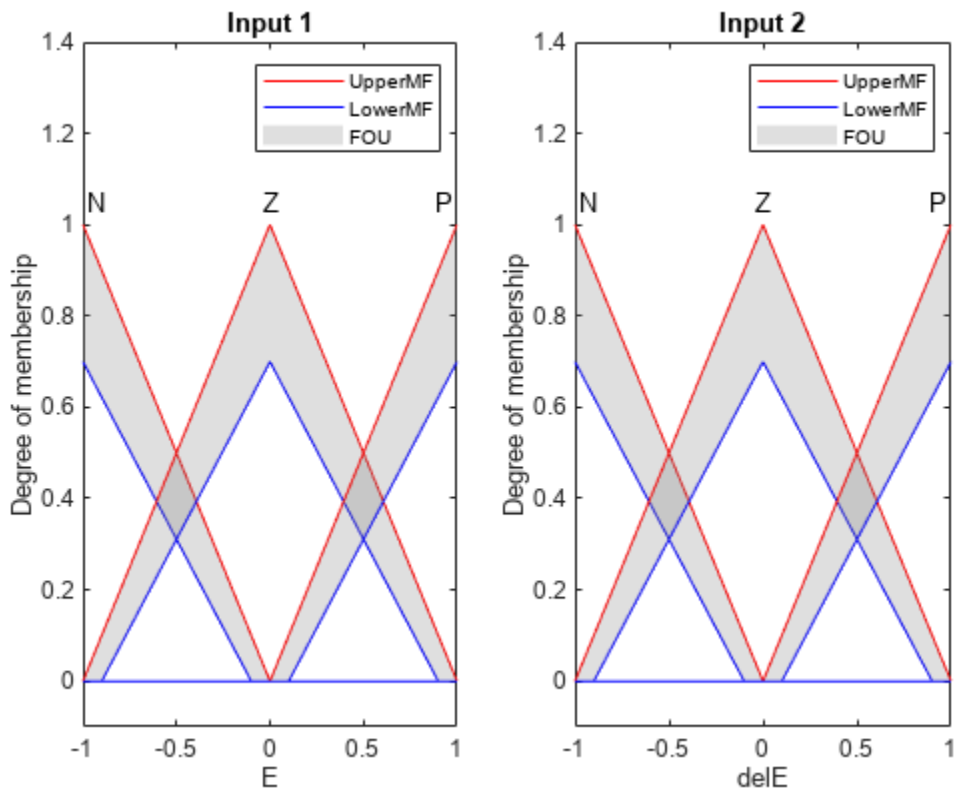 Input 1
1.4
1.2
1
0.8
0.6
0.4
0.2
0
Degree of membership
UpperMF
LowerMF
FOU
N Z P
-1 -0.5 0 0.5 1
E
Input 2
1.4
1.2
1
0.8
0.6
0.4
0.2
0
Degree of membership
UpperMF
LowerMF
FOU
N Z P
-1 -0.5 0 0.5 1
delE